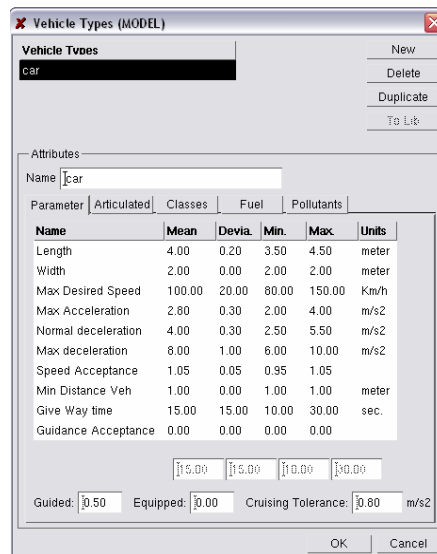 Vehicle Types (MODEL)
Vehicle Types
car
New
Delete
Duplicate
To Lib
Attributes
Name car
Parameter Articulated Classes Fuel Pollutants
Name Mean Devia. Min. Max. Units
Length 4.00 0.20 3.50 4.50 meter
Width 2.00 0.00 2.00 2.00 meter
Max Desired Speed 100.00 20.00 80.00 150.00 Km/h
Max Acceleration 2.80 0.30 2.00 4.00 m/s2
Normal deceleration 4.00 0.30 2.50 5.50 m/s2
Max deceleration 8.00 1.00 6.00 10.00 m/s2
Speed Acceptance 1.05 0.05 0.95 1.05
Min Distance Veh 1.00 0.00 1.00 1.00 meter
Give Way time 15.00 15.00 10.00 30.00 sec.
Guidance Acceptance 0.00 0.00 0.00 0.00
15.00 15.00 10.00 30.00
Guided: 0.50 Equipped: 0.00 Cruising Tolerance: 0.80 m/s2
OK Cancel